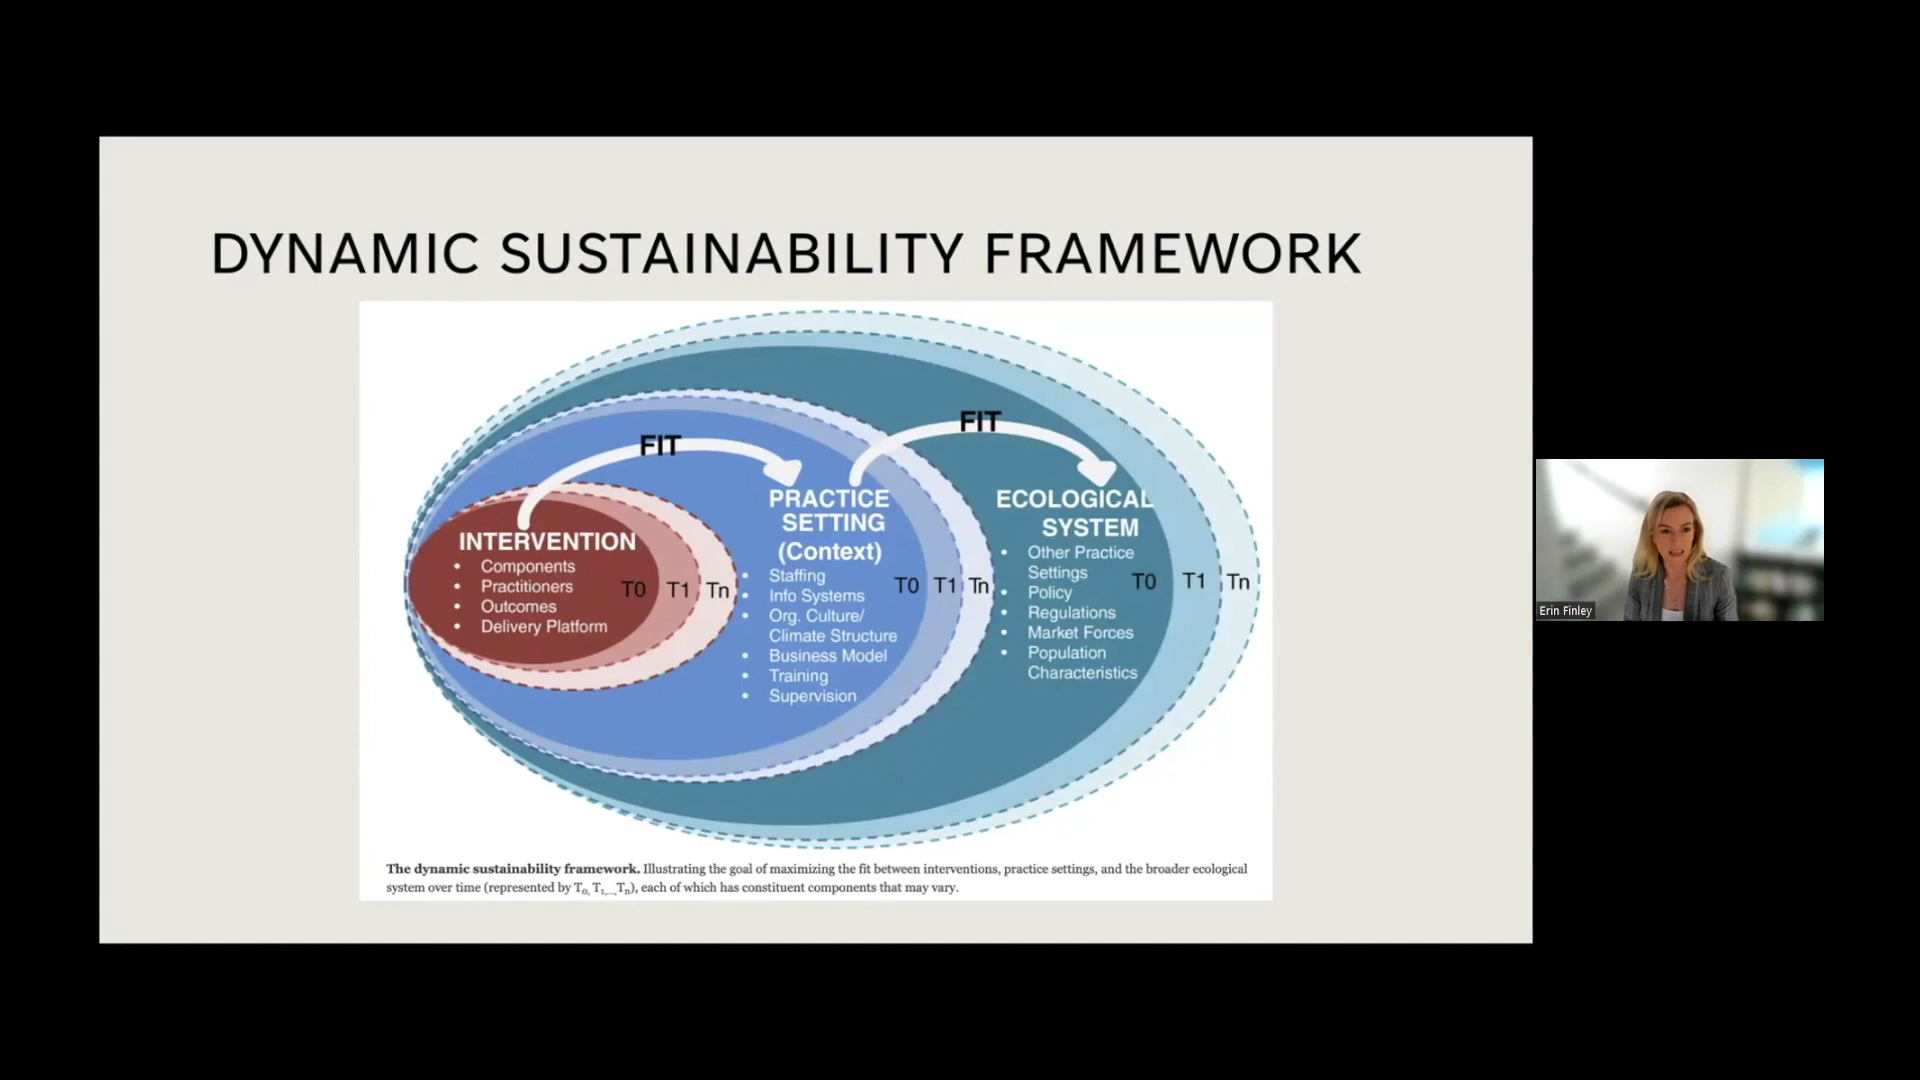 DYNAMIC SUSTAINABILITY FRAMEWORK
FIT
FIT
INTERVENTION
• Components
• Practitioners
• Outcomes
• Delivery Platform
T0 T1 Tn
PRACTICE
SETTING
(Context)
• Staffing
• Info Systems
• Org. Culture/
Climate Structure
• Business Model
• Training
• Supervision
T0 T1 Tn
ECOLOGICAL
SYSTEM
• Other Practice
Settings
• Policy
• Regulations
• Market Forces
• Population
Characteristics
T0 T1 Tn
The dynamic sustainability framework. Illustrating the goal of maximizing the fit between interventions, practice settings, and the broader ecological
system over time (represented by T0, T1,...,Tn), each of which has constituent components that may vary.
Erin Finley